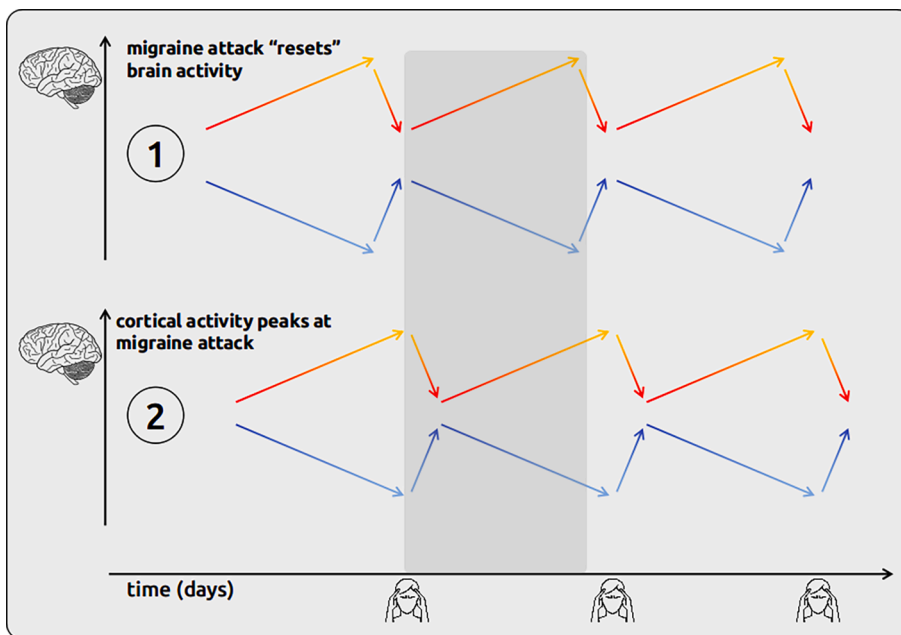 migraine attack “resets”
brain activity
1
cortical activity peaks at
migraine attack
2
time (days)